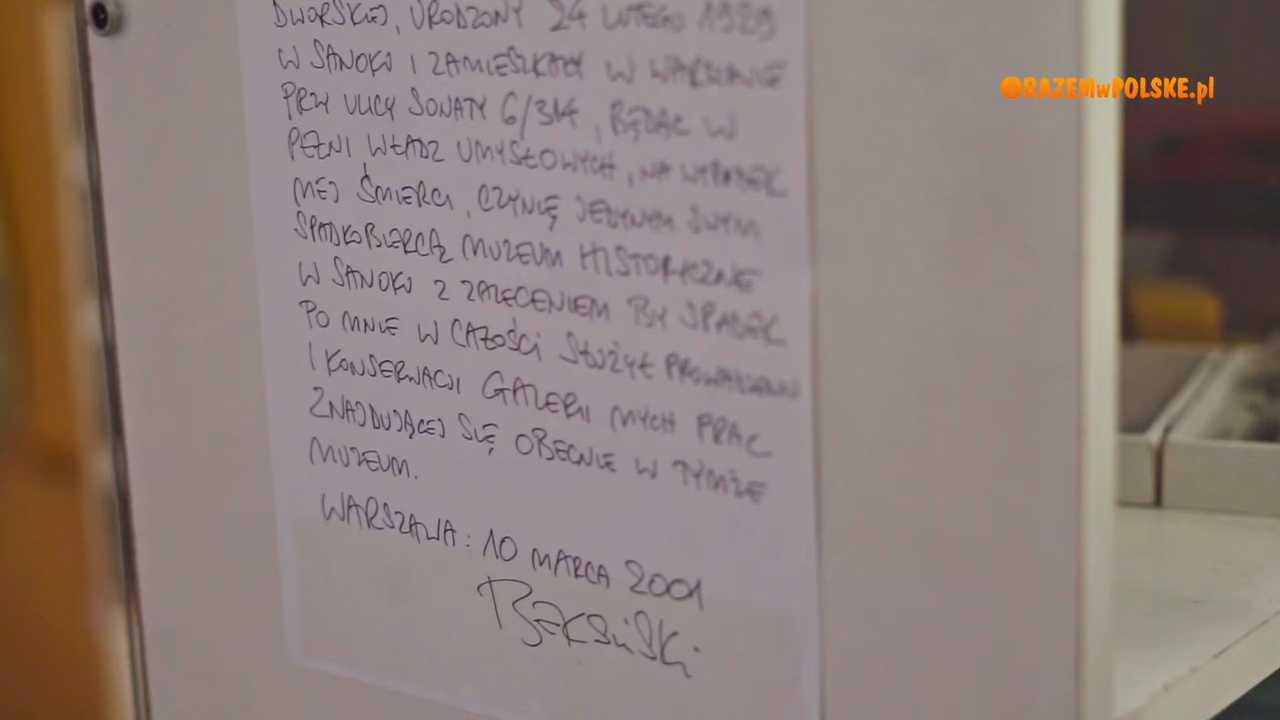 DWORSKIEJ, URODZONY 24 LUTEGO 1929
W SANOKU I ZAMIESZKAŁY W WARSZAWIE
PRZY ULICY SONATY 6/314, BĘDĄC W
PEŁNI WŁADZ UMYSŁOWYCH, NA WYPADEK
MEJ ŚMIERCI, CZYNIĘ JEDYNYM SWYM
SPADKOBIERCĄ MUZEUM HISTORYCZNE
W SANOKU Z ZALECENIEM BY SPADEK
PO MNIE W CAŁOŚCI SŁUŻYŁ PROWADZENIU
I KONSERWACJI GALERII MYCH PRAC
ZNAJDUJĄCEJ SIĘ OBECNIE W TYMŻE
MUZEUM.
WARSZAWA: 10 MARCA 2001
BEKSIŃSKI
RAZEMwPOLSKE.pl